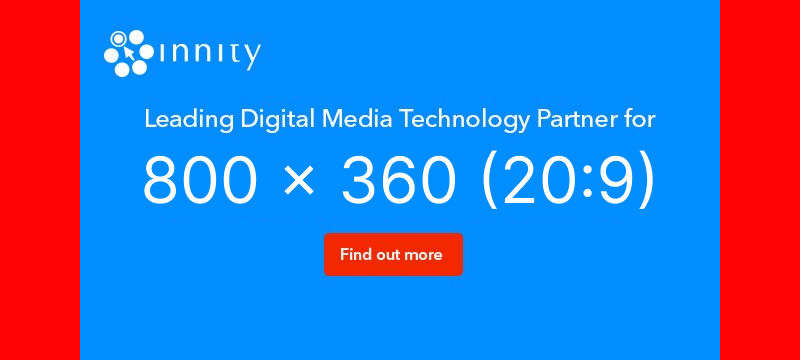 innity
Leading Digital Media Technology Partner for
800 × 360 (20:9)
Find out more